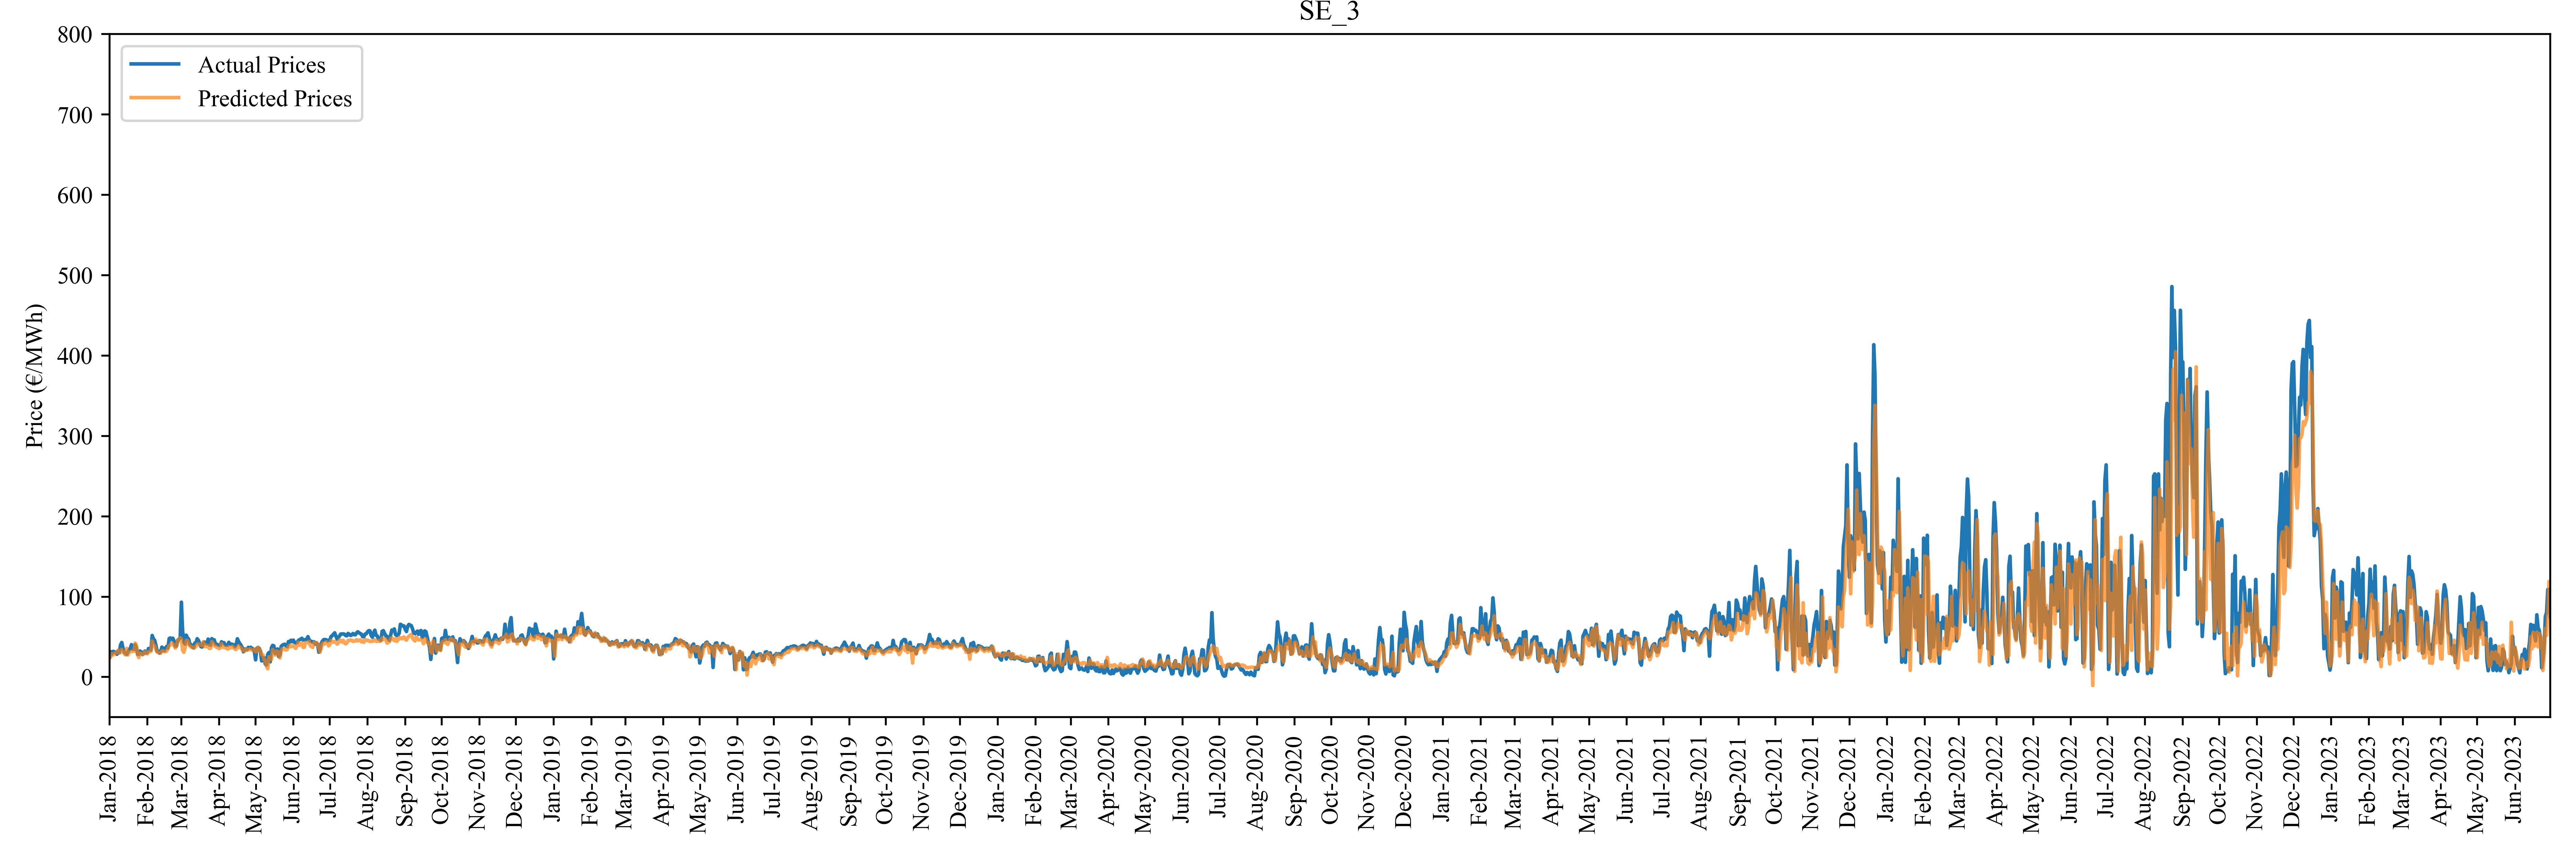 SE_3
Actual Prices
Predicted Prices
Price (€/MWh)
800
700
600
500
400
300
200
100
0
Jan-2018
Feb-2018
Mar-2018
Apr-2018
May-2018
Jun-2018
Jul-2018
Aug-2018
Sep-2018
Oct-2018
Nov-2018
Dec-2018
Jan-2019
Feb-2019
Mar-2019
Apr-2019
May-2019
Jun-2019
Jul-2019
Aug-2019
Sep-2019
Oct-2019
Nov-2019
Dec-2019
Jan-2020
Feb-2020
Mar-2020
Apr-2020
May-2020
Jun-2020
Jul-2020
Aug-2020
Sep-2020
Oct-2020
Nov-2020
Dec-2020
Jan-2021
Feb-2021
Mar-2021
Apr-2021
May-2021
Jun-2021
Jul-2021
Aug-2021
Sep-2021
Oct-2021
Nov-2021
Dec-2021
Jan-2022
Feb-2022
Mar-2022
Apr-2022
May-2022
Jun-2022
Jul-2022
Aug-2022
Sep-2022
Oct-2022
Nov-2022
Dec-2022
Jan-2023
Feb-2023
Mar-2023
Apr-2023
May-2023
Jun-2023